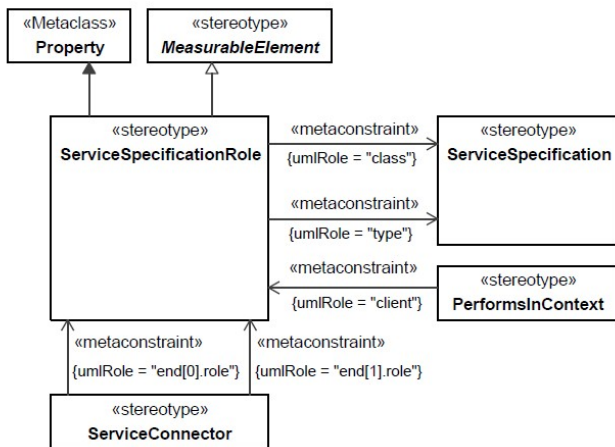 «Metaclass»
Property
«stereotype»
MeasurableElement
«stereotype»
ServiceSpecificationRole
«metaconstraint»
{umlRole = "class"}
«stereotype»
ServiceSpecification
«metaconstraint»
{umlRole = "type"}
«metaconstraint»
{umlRole = "client"}
«stereotype»
PerformsInContext
«metaconstraint»
{umlRole = "end[0].role"}
«metaconstraint»
{umlRole = "end[1].role"}
«stereotype»
ServiceConnector